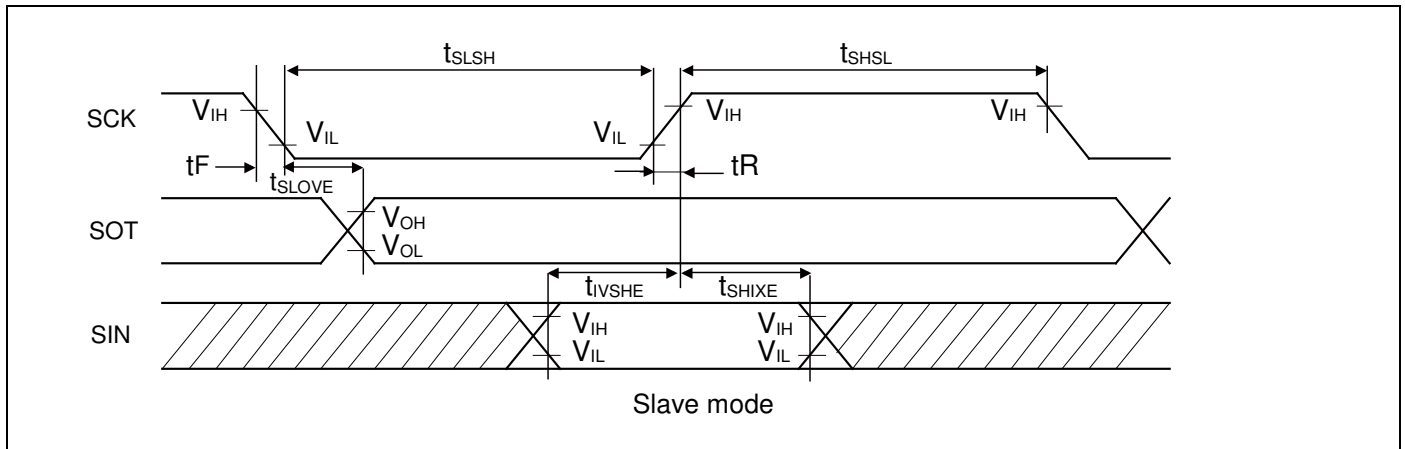 tSLSH tSHSL
SCK VIH VIL VIL VIH VIH
tF tSLOVE tR
SOT VOH
VOL
tIVSHE tSHIXE
SIN VIH VIH
VIL VIL
Slave mode